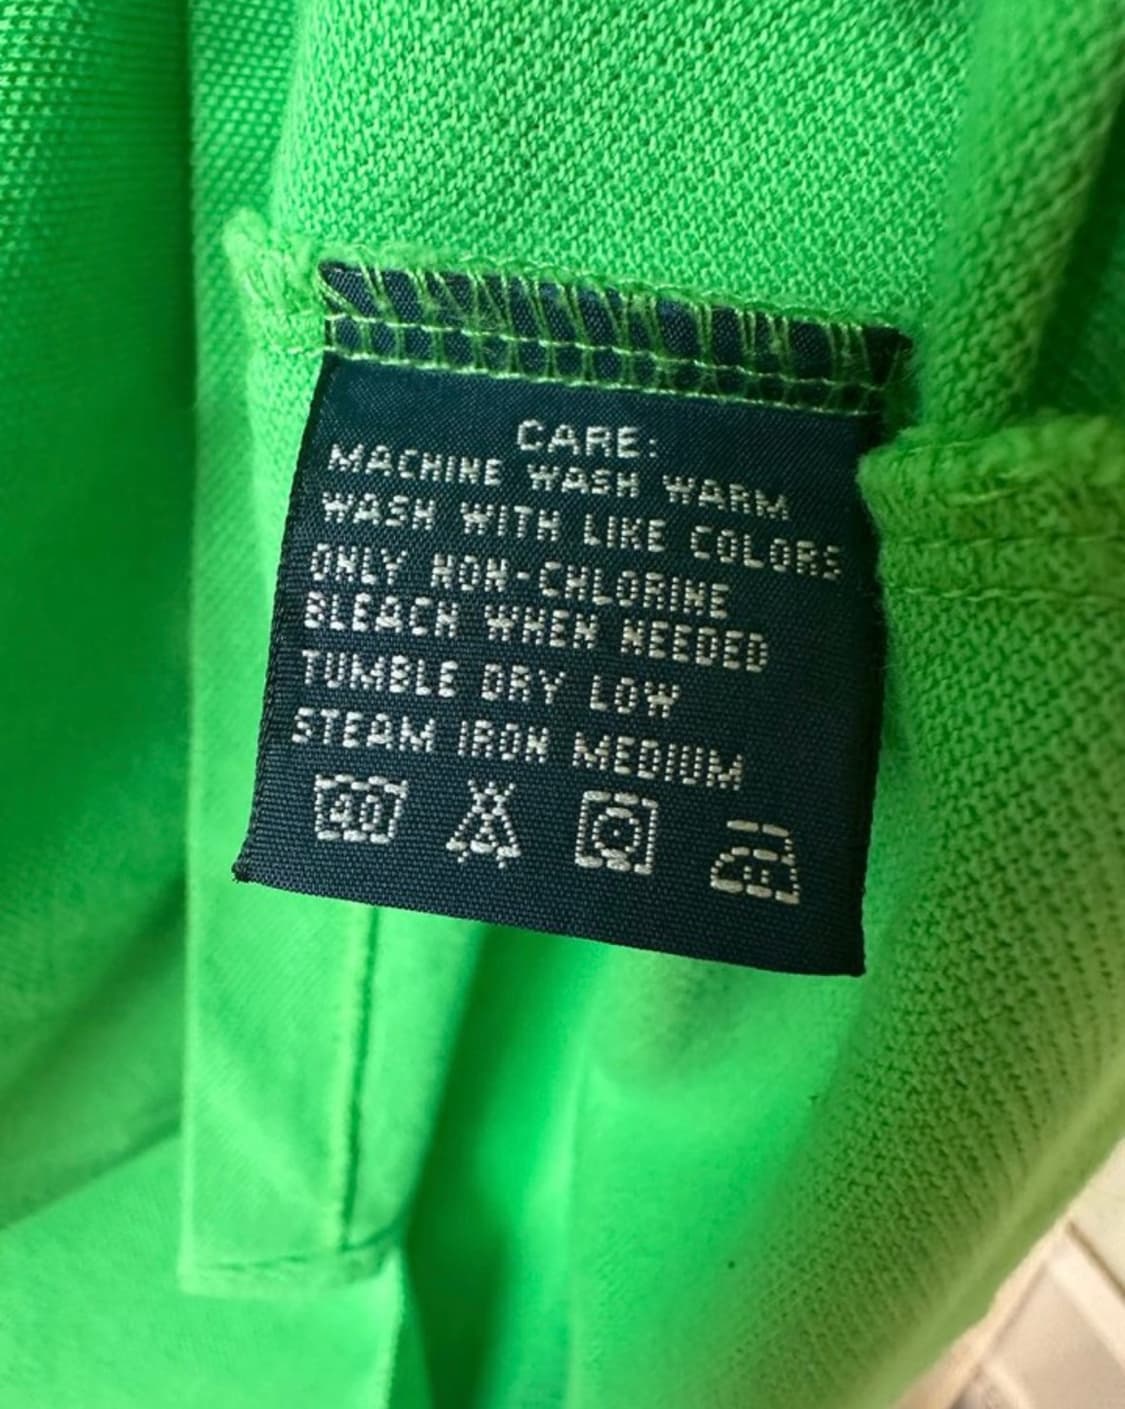 CARE:
MACHINE WASH WARM
WASH WITH LIKE COLORS
ONLY NON-CHLORINE
BLEACH WHEN NEEDED
TUMBLE DRY LOW
STEAM IRON MEDIUM
40